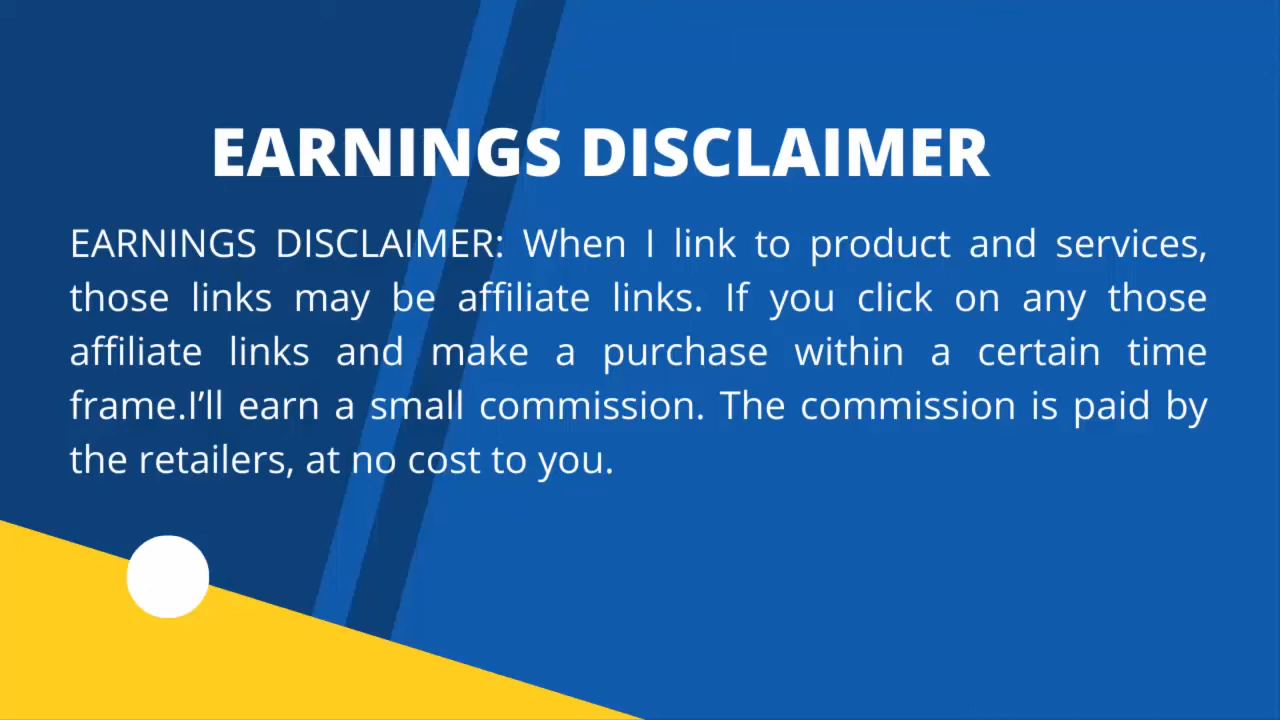 EARNINGS DISCLAIMER
EARNINGS DISCLAIMER: When I link to product and services,
those links may be affiliate links. If you click on any those
affiliate links and make a purchase within a certain time
frame.I’ll earn a small commission. The commission is paid by
the retailers, at no cost to you.